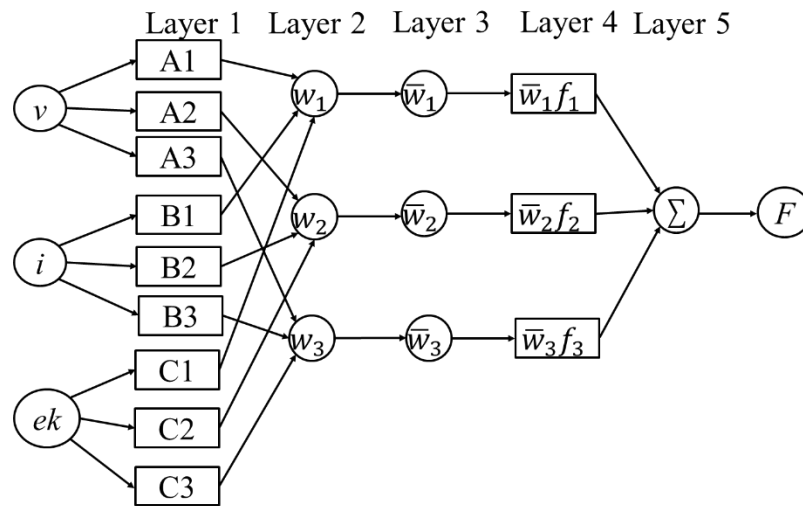 Layer 1 Layer 2 Layer 3 Layer 4 Layer 5
v
A1
A2
A3
i
B1
B2
B3
ek
C1
C2
C3
w₁
w₂
w₃
w̅₁
w̅₂
w̅₃
w̅₁f₁
w̅₂f₂
w̅₃f₃
Σ
F